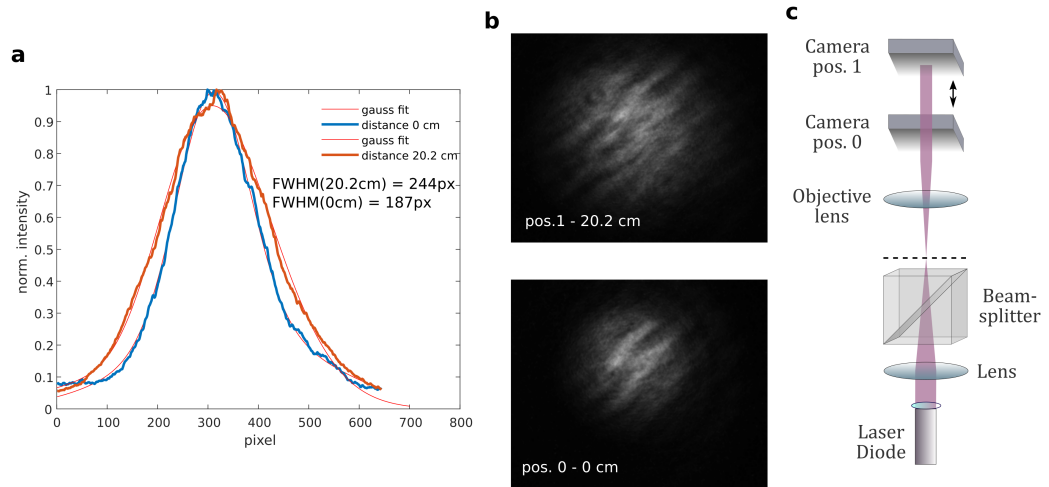 a
1
0.9
0.8
0.7
0.6
0.5
0.4
0.3
0.2
0.1
0
norm. intensity
0 100 200 300 400 500 600 700 800
pixel
gauss fit
distance 0 cm
gauss fit
distance 20.2 cm
FWHM(20.2cm) = 244px
FWHM(0cm) = 187px
b
pos.1 - 20.2 cm
pos. 0 - 0 cm
c
Camera
pos. 1
Camera
pos. 0
Objective
lens
Beam-
splitter
Lens
Laser
Diode